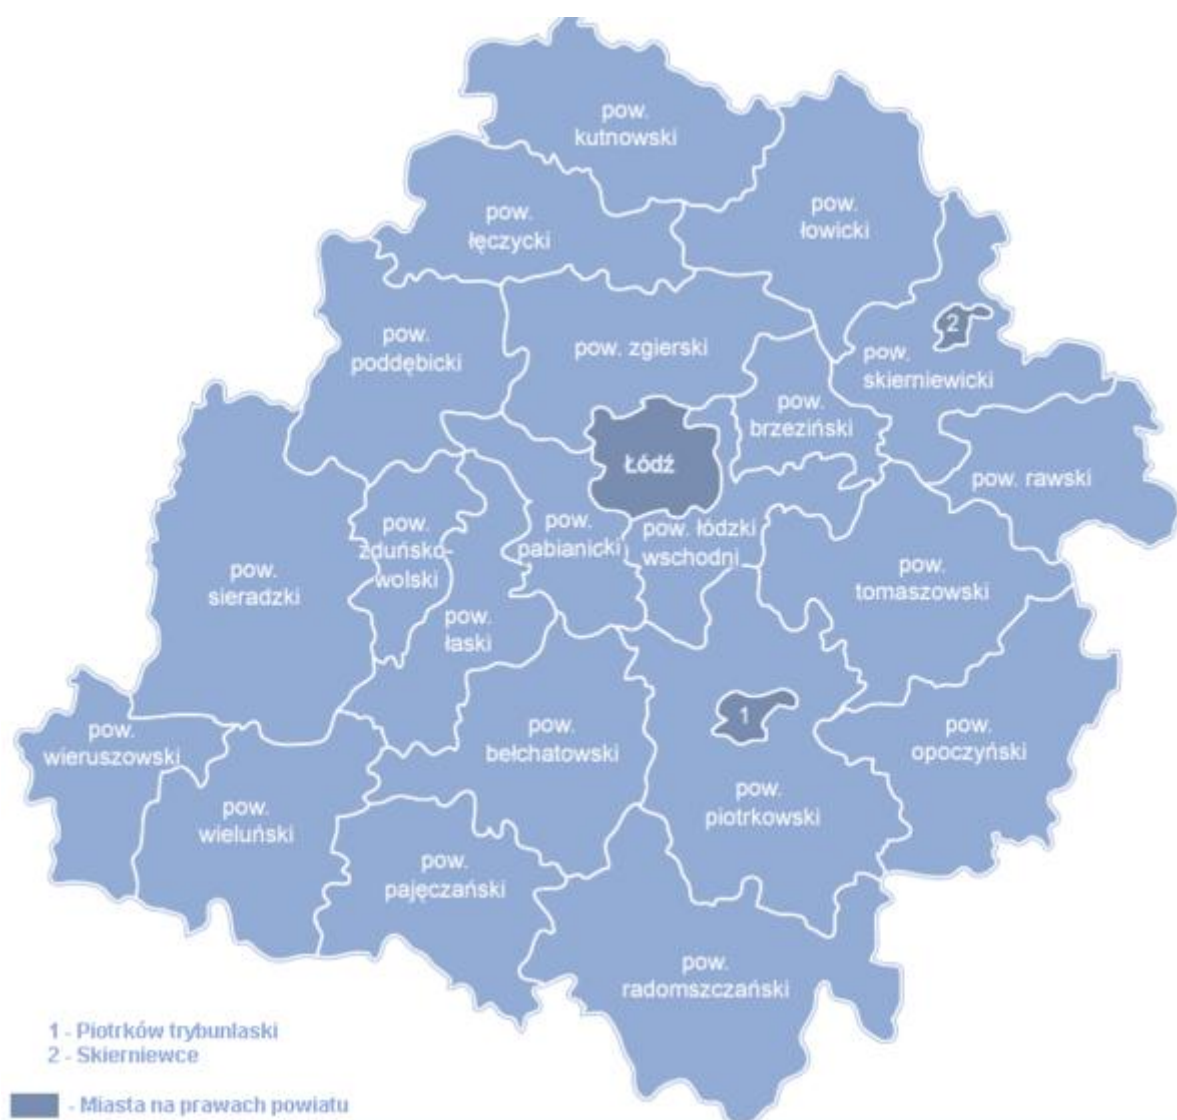 pow.
kutnowski
pow.
łęczycki
pow.
łowicki
pow.
poddębicki
pow. zgierski
2
pow.
skierniewicki
pow.
brzeziński
Łódź
pow. rawski
pow.
sieradzki
pow.
zduńsko-
wolski
pow.
pabianicki
pow. łódzki
wschodni
pow.
tomaszowski
pow.
łaski
pow.
wieruszowski
pow.
bełchatowski
1
pow.
opoczyński
pow.
wieluński
pow.
piotrkowski
pow.
pajęczański
pow.
radomszczański
1 - Piotrków trybunlaski
2 - Skierniewce
- Miasta na prawach powiatu